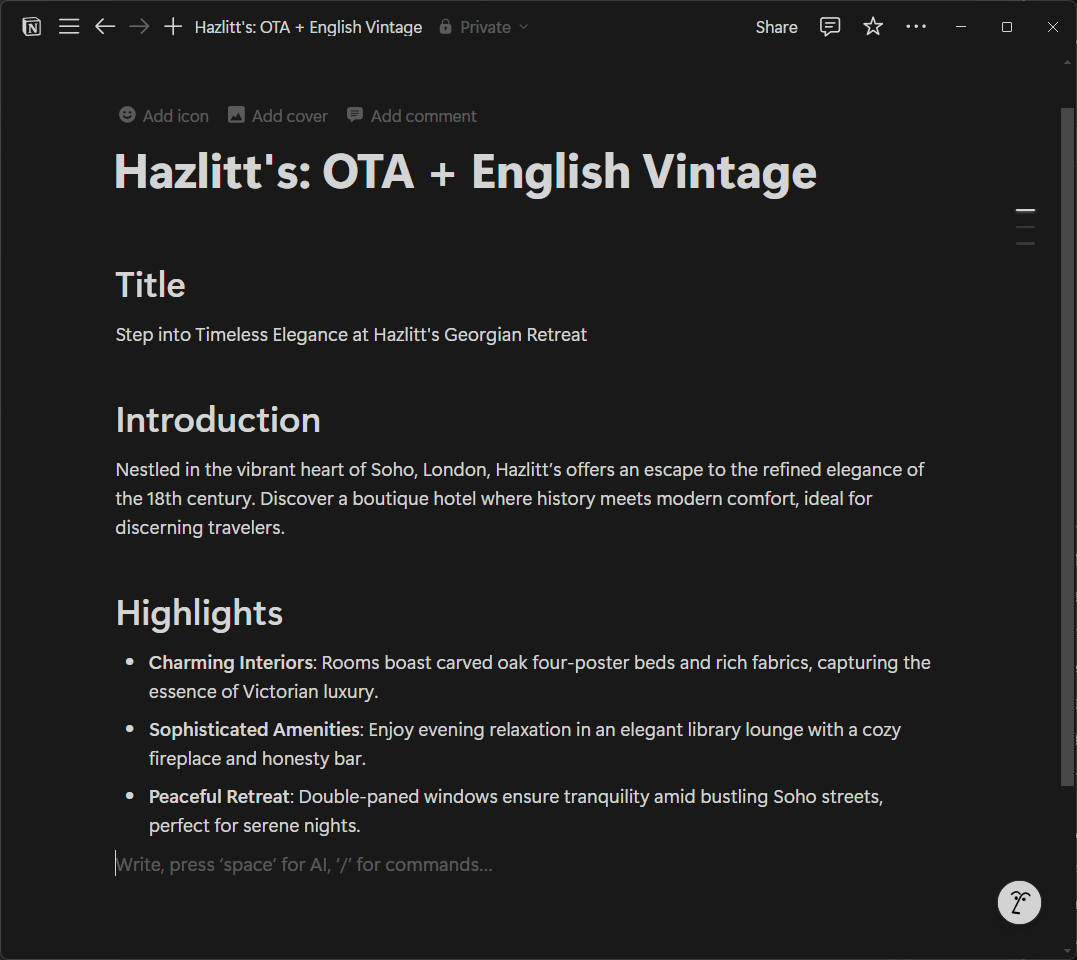 Hazlitt's: OTA + English Vintage Private Share
Add icon Add cover Add comment
Hazlitt's: OTA + English Vintage
Title
Step into Timeless Elegance at Hazlitt's Georgian Retreat
Introduction
Nestled in the vibrant heart of Soho, London, Hazlitt’s offers an escape to the refined elegance of
the 18th century. Discover a boutique hotel where history meets modern comfort, ideal for
discerning travelers.
Highlights
• Charming Interiors: Rooms boast carved oak four-poster beds and rich fabrics, capturing the
essence of Victorian luxury.
• Sophisticated Amenities: Enjoy evening relaxation in an elegant library lounge with a cozy
fireplace and honesty bar.
• Peaceful Retreat: Double-paned windows ensure tranquility amid bustling Soho streets,
perfect for serene nights.
Write, press ‘space’ for AI, ‘/’ for commands...